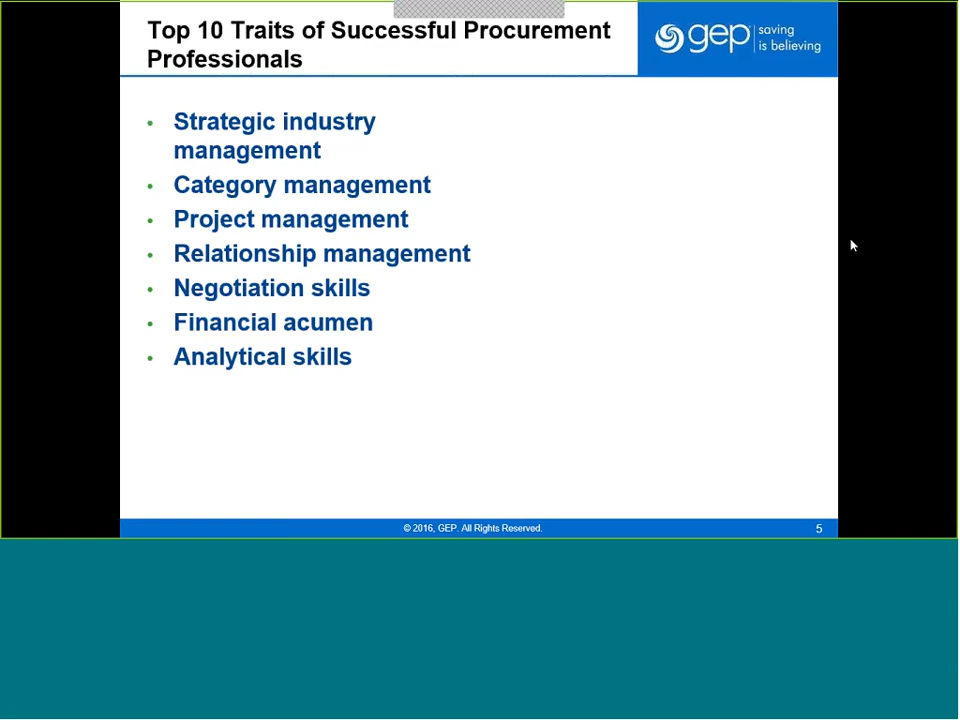 Top 10 Traits of Successful Procurement
Professionals
gep
saving
is believing
• Strategic industry
management
• Category management
• Project management
• Relationship management
• Negotiation skills
• Financial acumen
• Analytical skills
© 2016, GEP. All Rights Reserved.
5